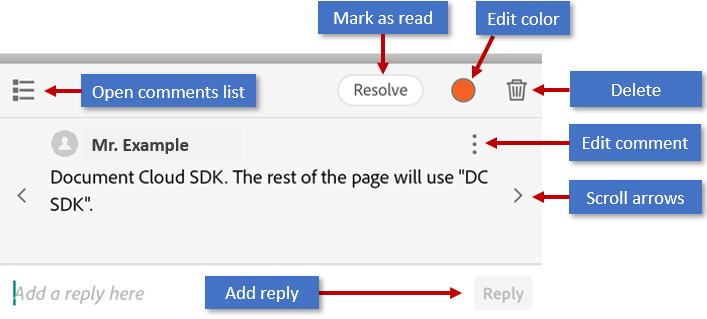 Mark as read
Edit color
Open comments list
Resolve
Delete
Mr. Example
Edit comment
Document Cloud SDK. The rest of the page will use "DC
SDK".
Scroll arrows
Add a reply here
Add reply
Reply